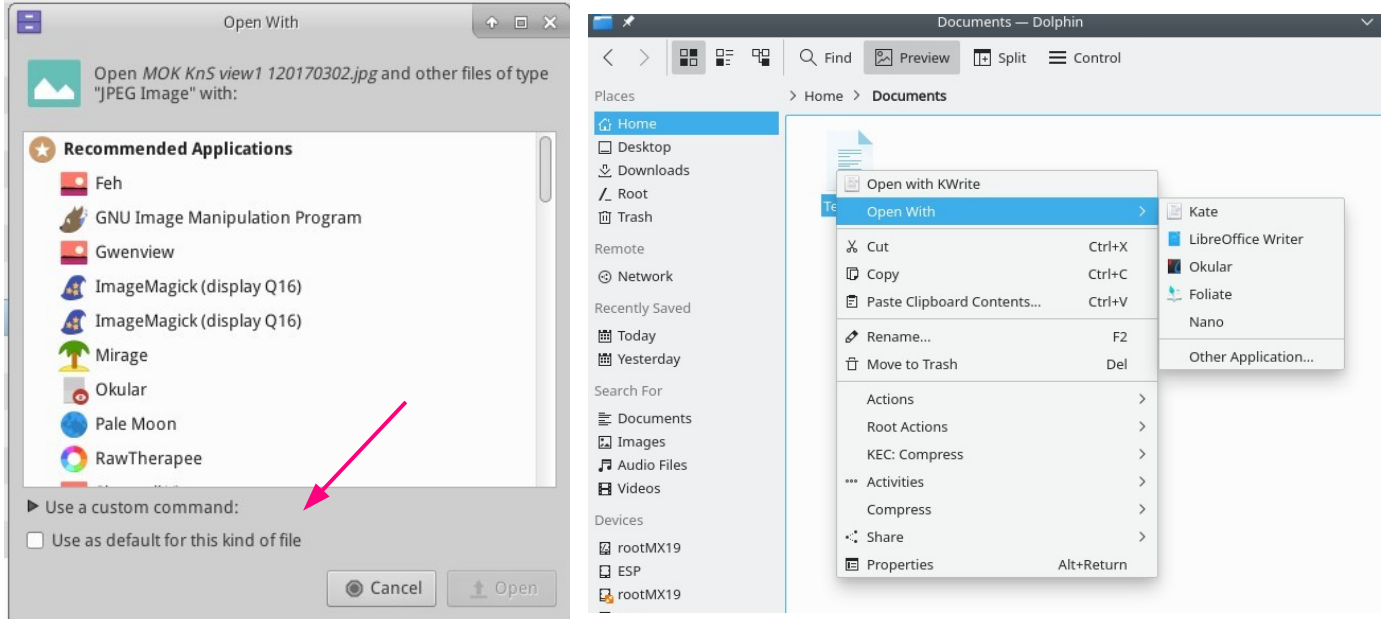 Open With
Open MOK KnS view1 120170302.jpg and other files of type
"JPEG Image" with:
Recommended Applications
Feh
GNU Image Manipulation Program
Gwenview
ImageMagick (display Q16)
ImageMagick (display Q16)
Mirage
Okular
Pale Moon
RawTherapee
Use a custom command:
Use as default for this kind of file
Cancel
Open
Documents — Dolphin
Find
Preview
Split
Control
Places
Home
Desktop
Downloads
Root
Trash
Remote
Network
Recently Saved
Today
Yesterday
Search For
Documents
Images
Audio Files
Videos
Devices
rootMX19
ESP
rootMX19
> Home > Documents
Te
Open with KWrite
Open With
Cut Ctrl+X
Copy Ctrl+C
Paste Clipboard Contents... Ctrl+V
Rename... F2
Move to Trash Del
Actions
Root Actions
KEC: Compress
Activities
Compress
Share
Properties Alt+Return
Kate
LibreOffice Writer
Okular
Foliate
Nano
Other Application...